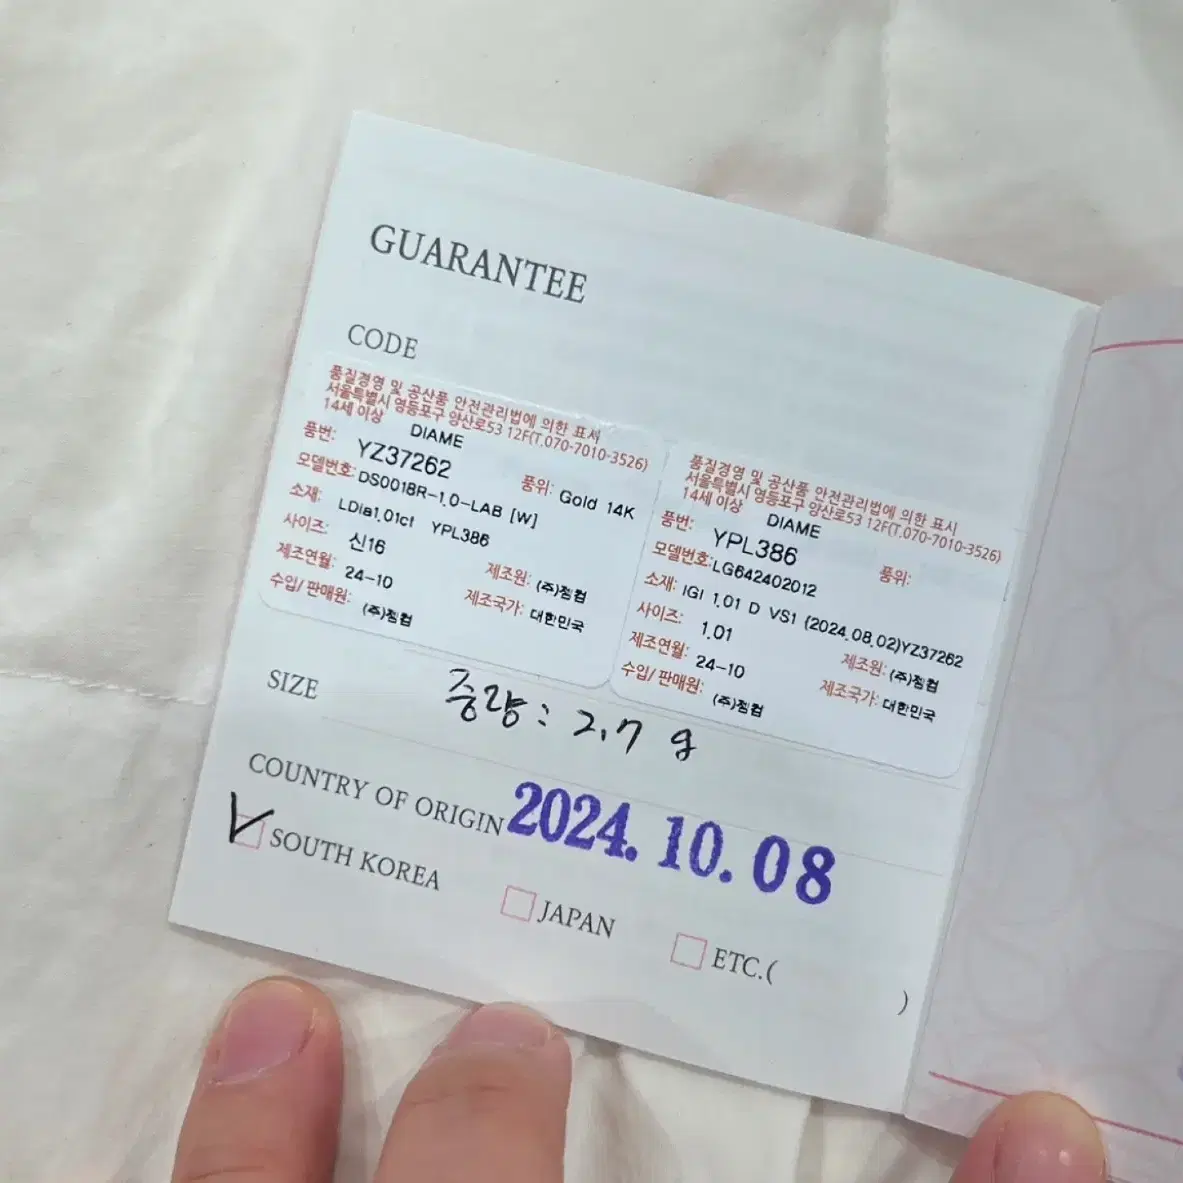 GUARANTEE
CODE
품질경영 및 공산품 안전관리법에 의한 표시
서울특별시 영등포구 양산로53 12F(T.070-7010-3526)
14세 이상 DIAME
품번: YZ37262 품위: Gold 14K
모델번호: DS001BR-1.0-LAB [W]
소재: LDia1.01ct YPL386
사이즈: 신16
제조연월: 24-10 제조원: (주)점컴
수입/판매원: (주)점컴 제조국가: 대한민국
품질경영 및 공산품 안전관리법에 의한 표시
서울특별시 영등포구 양산로53 12F(T.070-7010-3526)
14세 이상 DIAME
품번: YPL386 품위:
모델번호: LG642402012
소재: IGI 1.01 D VS1 (2024.08.02)YZ37262
사이즈: 1.01
제조연월: 24-10 제조원: (주)점컴
수입/판매원: (주)점컴 제조국가: 대한민국
SIZE 중량: 2.7 g
COUNTRY OF ORIGIN 2024.10.08
SOUTH KOREA
JAPAN
ETC.( )